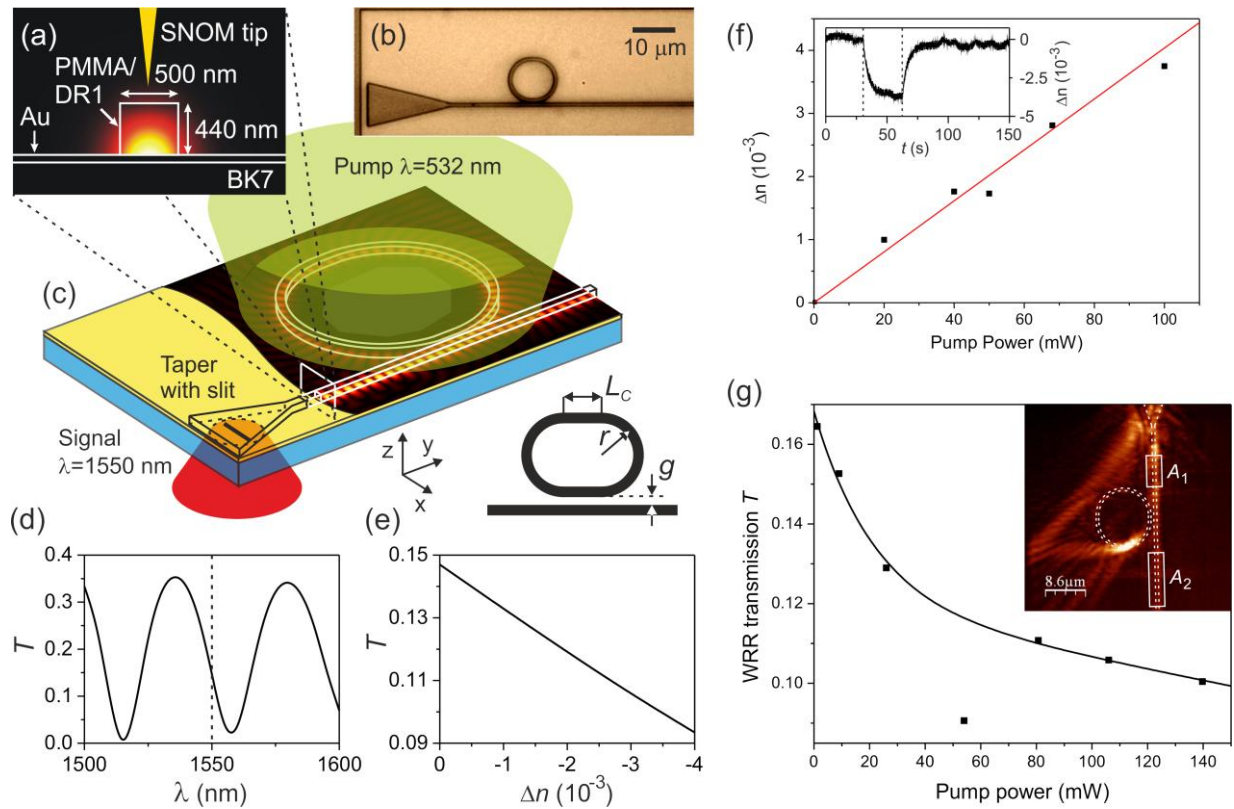 (a)
SNOM tip
PMMA/
DR1
500 nm
Au
440 nm
BK7
(b)
10 μm
Pump λ=532 nm
(c)
Taper
with slit
Signal
λ=1550 nm
z
y
x
L_C
r
g
(d)
T
0.4
0.3
0.2
0.1
0.0
1500
1550
1600
λ (nm)
(e)
T
0.15
0.13
0.11
0.09
0
-1
-2
-3
-4
Δn (10^-3)
(f)
Δn (10^-3)
4
3
2
1
0
0
20
40
60
80
100
Pump Power (mW)
0
-2.5
-5
Δn (10^-3)
0
50
100
150
t (s)
(g)
WRR transmission T
0.16
0.14
0.12
0.10
0
20
40
60
80
100
120
140
Pump power (mW)
A_1
A_2
8.6μm